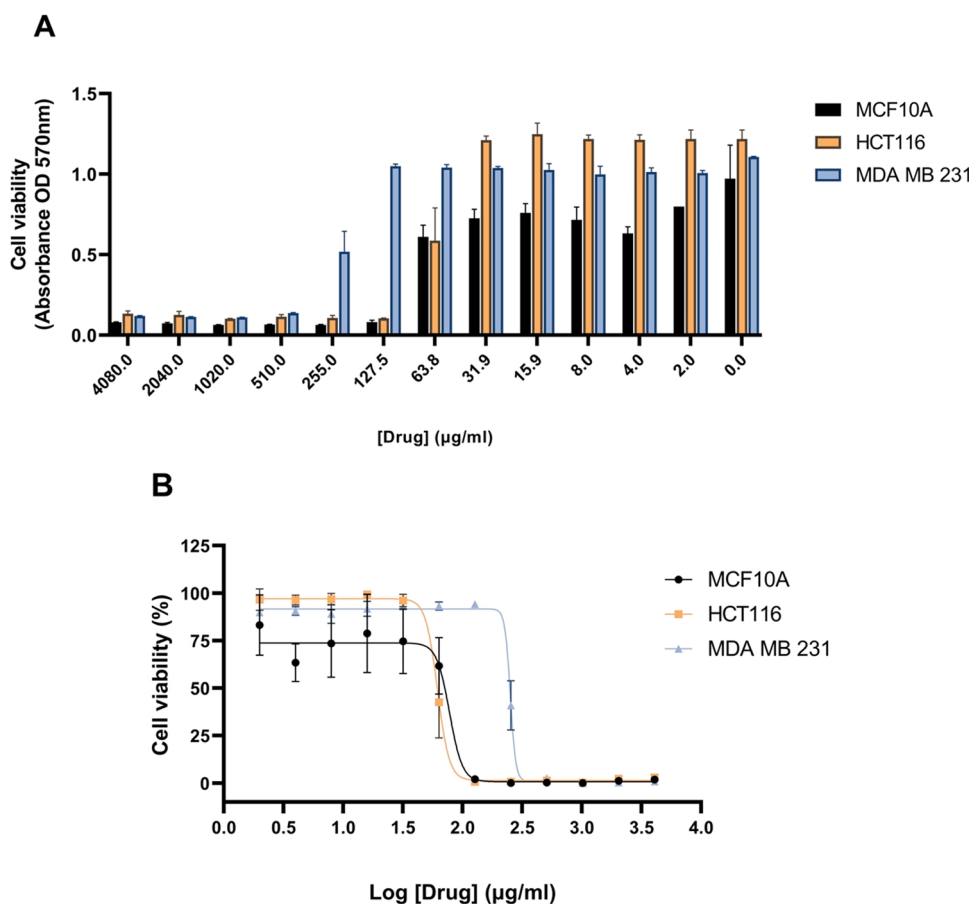 A
Cell viability
(Absorbance OD 570nm)
1.5
1.0
0.5
0.0
4080.0 2040.0 1020.0 510.0 255.0 127.5 63.8 31.9 15.9 8.0 4.0 2.0 0.0
[Drug] (µg/ml)
MCF10A
HCT116
MDA MB 231
B
Cell viability (%)
125
100
75
50
25
0
0.0 0.5 1.0 1.5 2.0 2.5 3.0 3.5 4.0
Log [Drug] (µg/ml)
MCF10A
HCT116
MDA MB 231